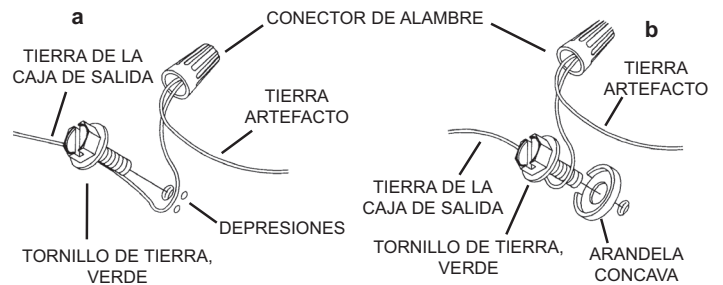 a
CONECTOR DE ALAMBRE
b
TIERRA DE LA
CAJA DE SALIDA
TIERRA
ARTEFACTO
TIERRA
ARTEFACTO
DEPRESIONES
TORNILLO DE TIERRA,
VERDE
TIERRA DE LA
CAJA DE SALIDA
TORNILLO DE TIERRA,
VERDE
ARANDELA
CONCAVA